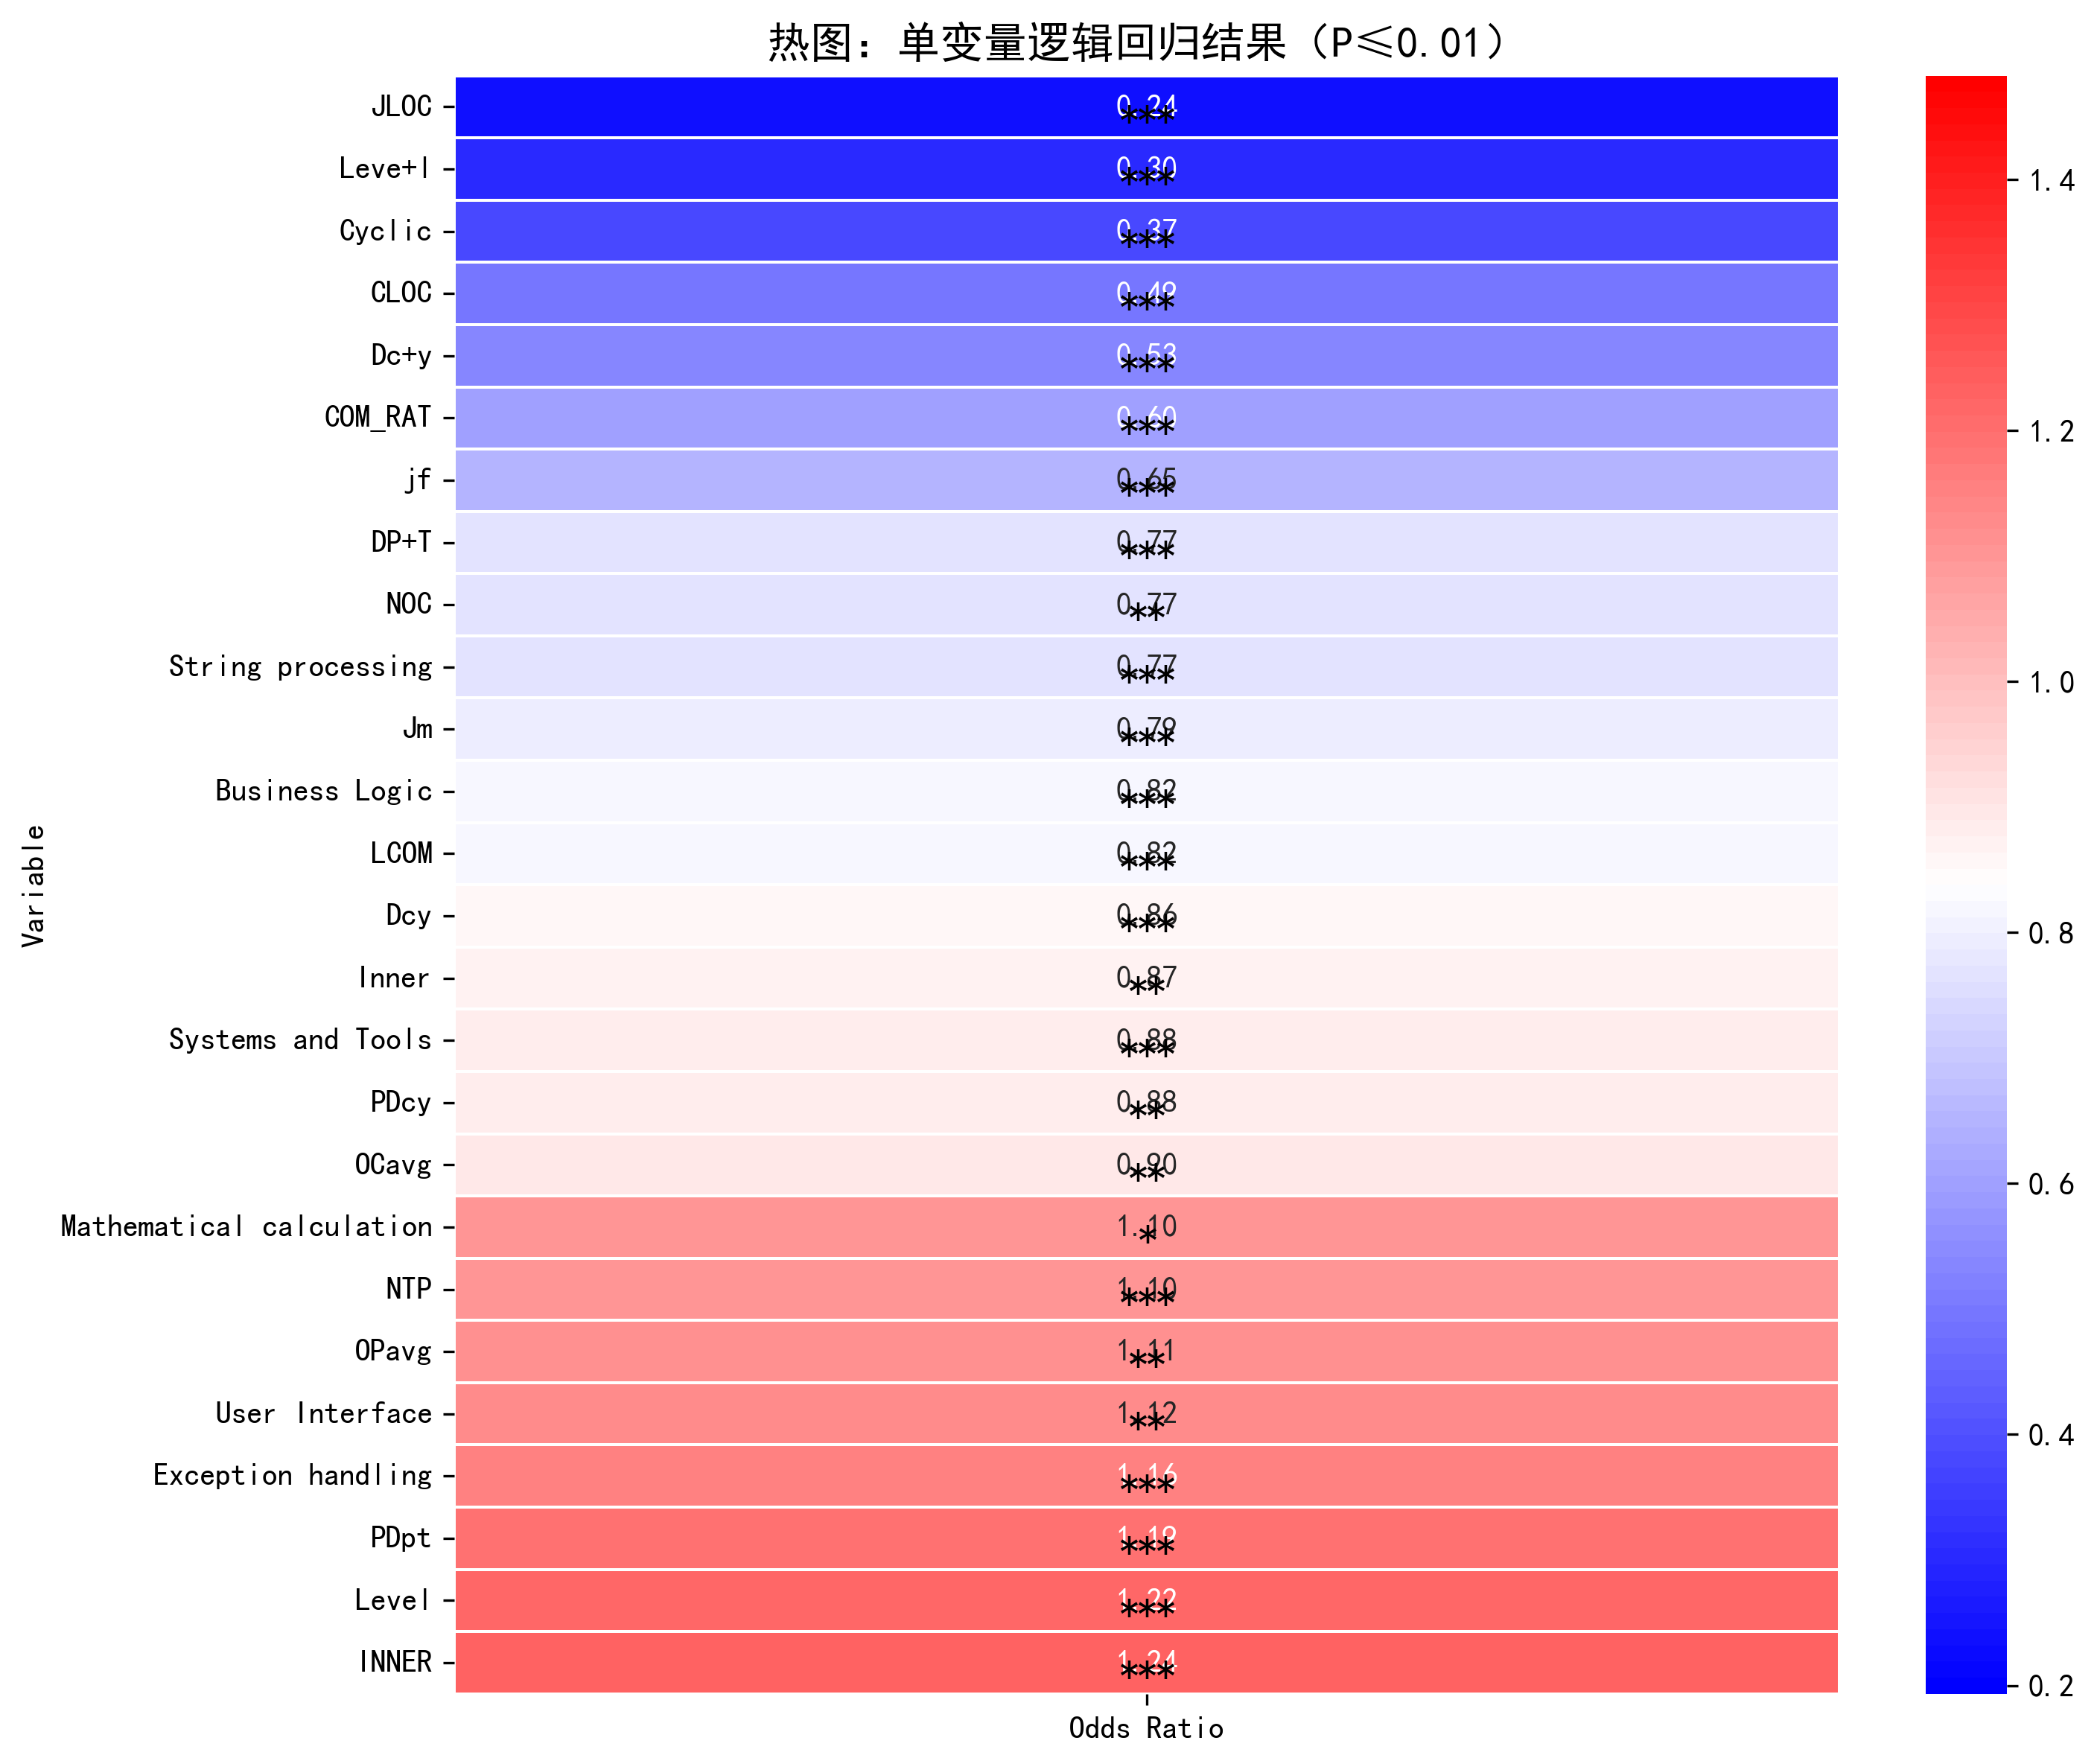 热图：单变量逻辑回归结果（P≤0.01）
JLOC 0.24 ***
Leve+l 0.30 ***
Cyclic 0.37 ***
CLOC 0.49 ***
Dc+y 0.53 ***
COM_RAT 0.60 ***
jf 0.65 ***
DP+T 0.77 ***
NOC 0.77 **
String processing 0.77 ***
Jm 0.79 ***
Business Logic 0.82 ***
LCOM 0.82 ***
Dcy 0.86 ***
Inner 0.87 **
Systems and Tools 0.88 ***
PDcy 0.88 **
OCavg 0.90 **
Mathematical calculation 1.10 *
NTP 1.10 ***
OPavg 1.11 **
User Interface 1.12 **
Exception handling 1.16 ***
PDpt 1.19 ***
Level 1.22 ***
INNER 1.24 ***
Variable
Odds Ratio
1.4
1.2
1.0
0.8
0.6
0.4
0.2